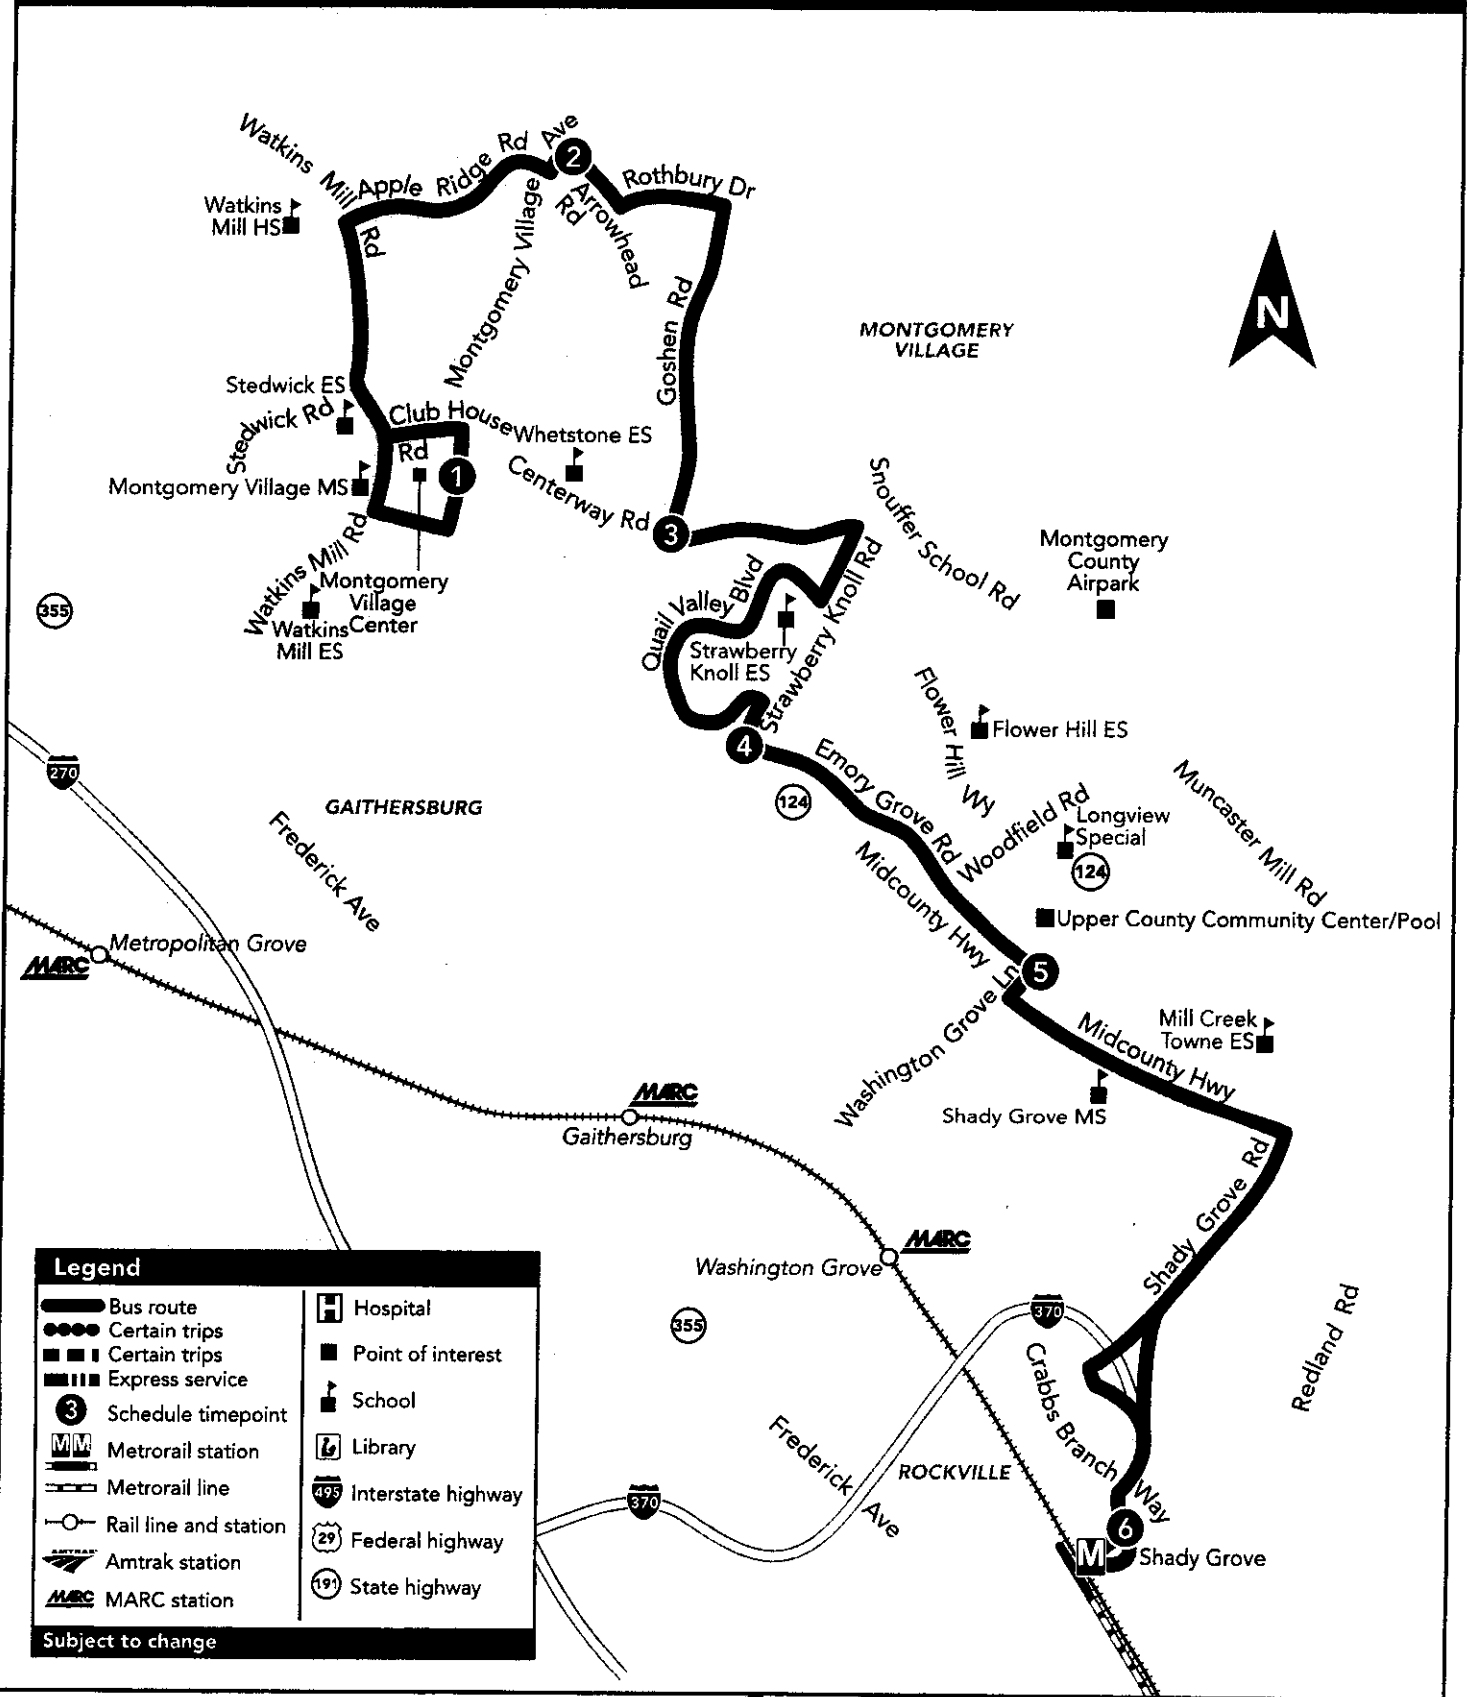 Watkins
Mill
Rd
Apple Ridge Rd
Ave
2
Rothbury Dr
Arrowhead
Rd
Watkins
Mill HS
Montgomery Village
Goshen Rd
N
MONTGOMERY
VILLAGE
Stedwick ES
Stedwick Rd
Club House
Rd
Whetstone ES
1
Centerway Rd
Montgomery Village MS
3
Snouffer School Rd
Montgomery
County
Airpark
Watkins Mill Rd
Montgomery
Village
Center
355
Watkins
Mill ES
Quail Valley Blvd
Strawberry
Knoll ES
Strawberry Knoll Rd
Flower Hill Wy
Flower Hill ES
4
270
Emory Grove Rd
124
GAITHERSBURG
Frederick Ave
Woodfield Rd
Longview
Special
124
Muncaster Mill Rd
Midcounty Hwy
Upper County Community Center/Pool
Metropolitan Grove
MARC
5
Washington Grove Ln
Midcounty Hwy
Mill Creek
Towne ES
Shady Grove MS
MARC
Gaithersburg
Shady Grove Rd
MARC
Washington Grove
370
355
Redland Rd
Crabbs Branch Way
Frederick Ave
ROCKVILLE
370
6
M
Shady Grove
Legend
Bus route
Certain trips
Certain trips
Express service
3 Schedule timepoint
MM Metrorail station
Metrorail line
Rail line and station
AMTRAK Amtrak station
MARC MARC station
H Hospital
Point of interest
School
Library
495 Interstate highway
29 Federal highway
191 State highway
Subject to change